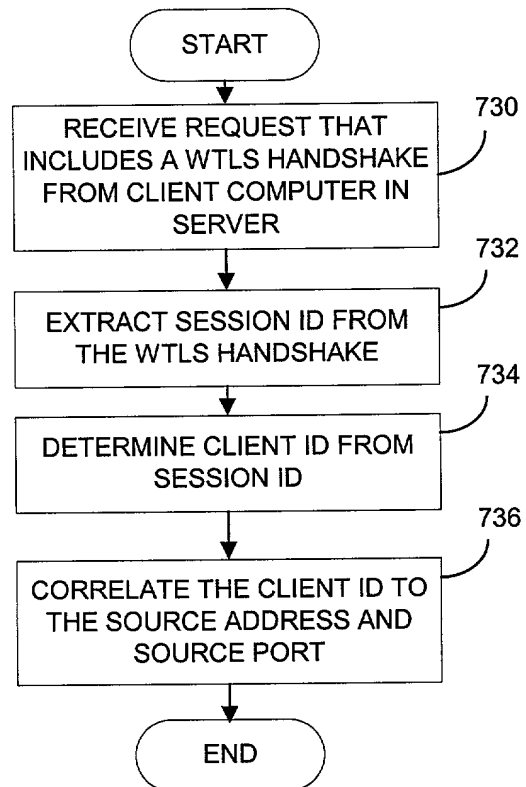 START
730
RECEIVE REQUEST THAT
INCLUDES A WTLS HANDSHAKE
FROM CLIENT COMPUTER IN
SERVER
732
EXTRACT SESSION ID FROM
THE WTLS HANDSHAKE
734
DETERMINE CLIENT ID FROM
SESSION ID
736
CORRELATE THE CLIENT ID TO
THE SOURCE ADDRESS AND
SOURCE PORT
END